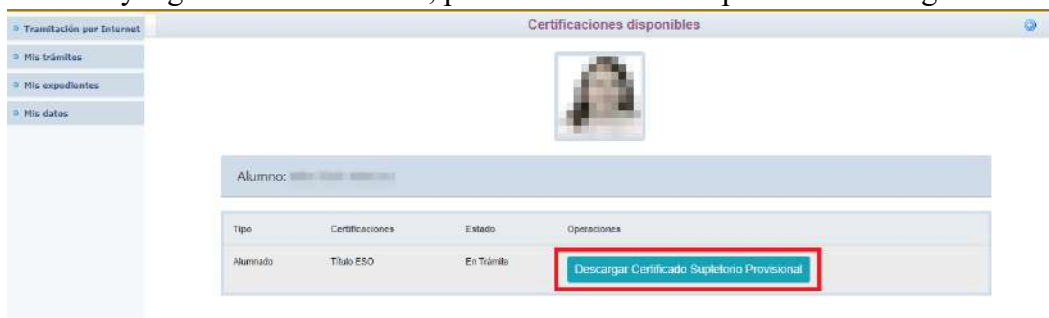 Certificaciones disponibles
Tramitación por Internet
Mis trámites
Mis expedientes
Mis datos
Alumno:
Tipo Certificaciones Estado Operaciones
Alumnado Título ESO En Trámite Descargar Certificado Supletorio Provisional